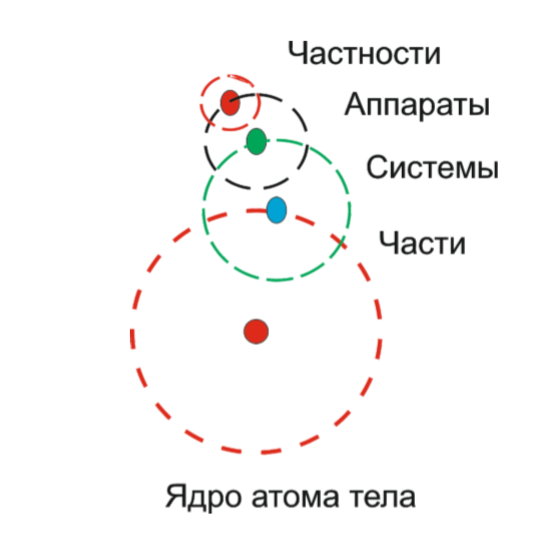 Частности
Аппараты
Системы
Части
Ядро атома тела